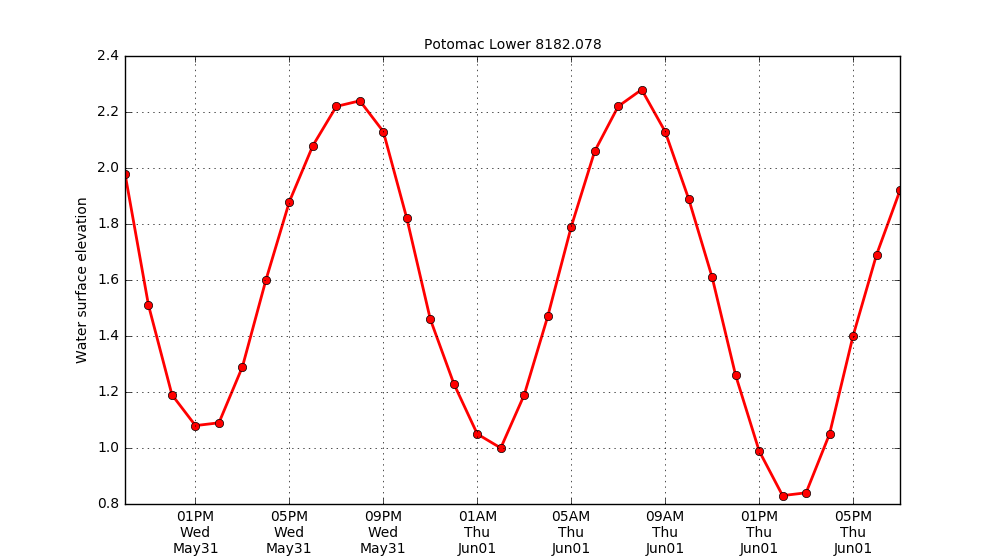 Potomac Lower 8182.078
2.4
2.2
2.0
1.8
1.6
1.4
1.2
1.0
0.8
Water surface elevation
01PM 05PM 09PM 01AM 05AM 09AM 01PM 05PM
Wed Wed Wed Thu Thu Thu Thu Thu
May31 May31 May31 Jun01 Jun01 Jun01 Jun01 Jun01